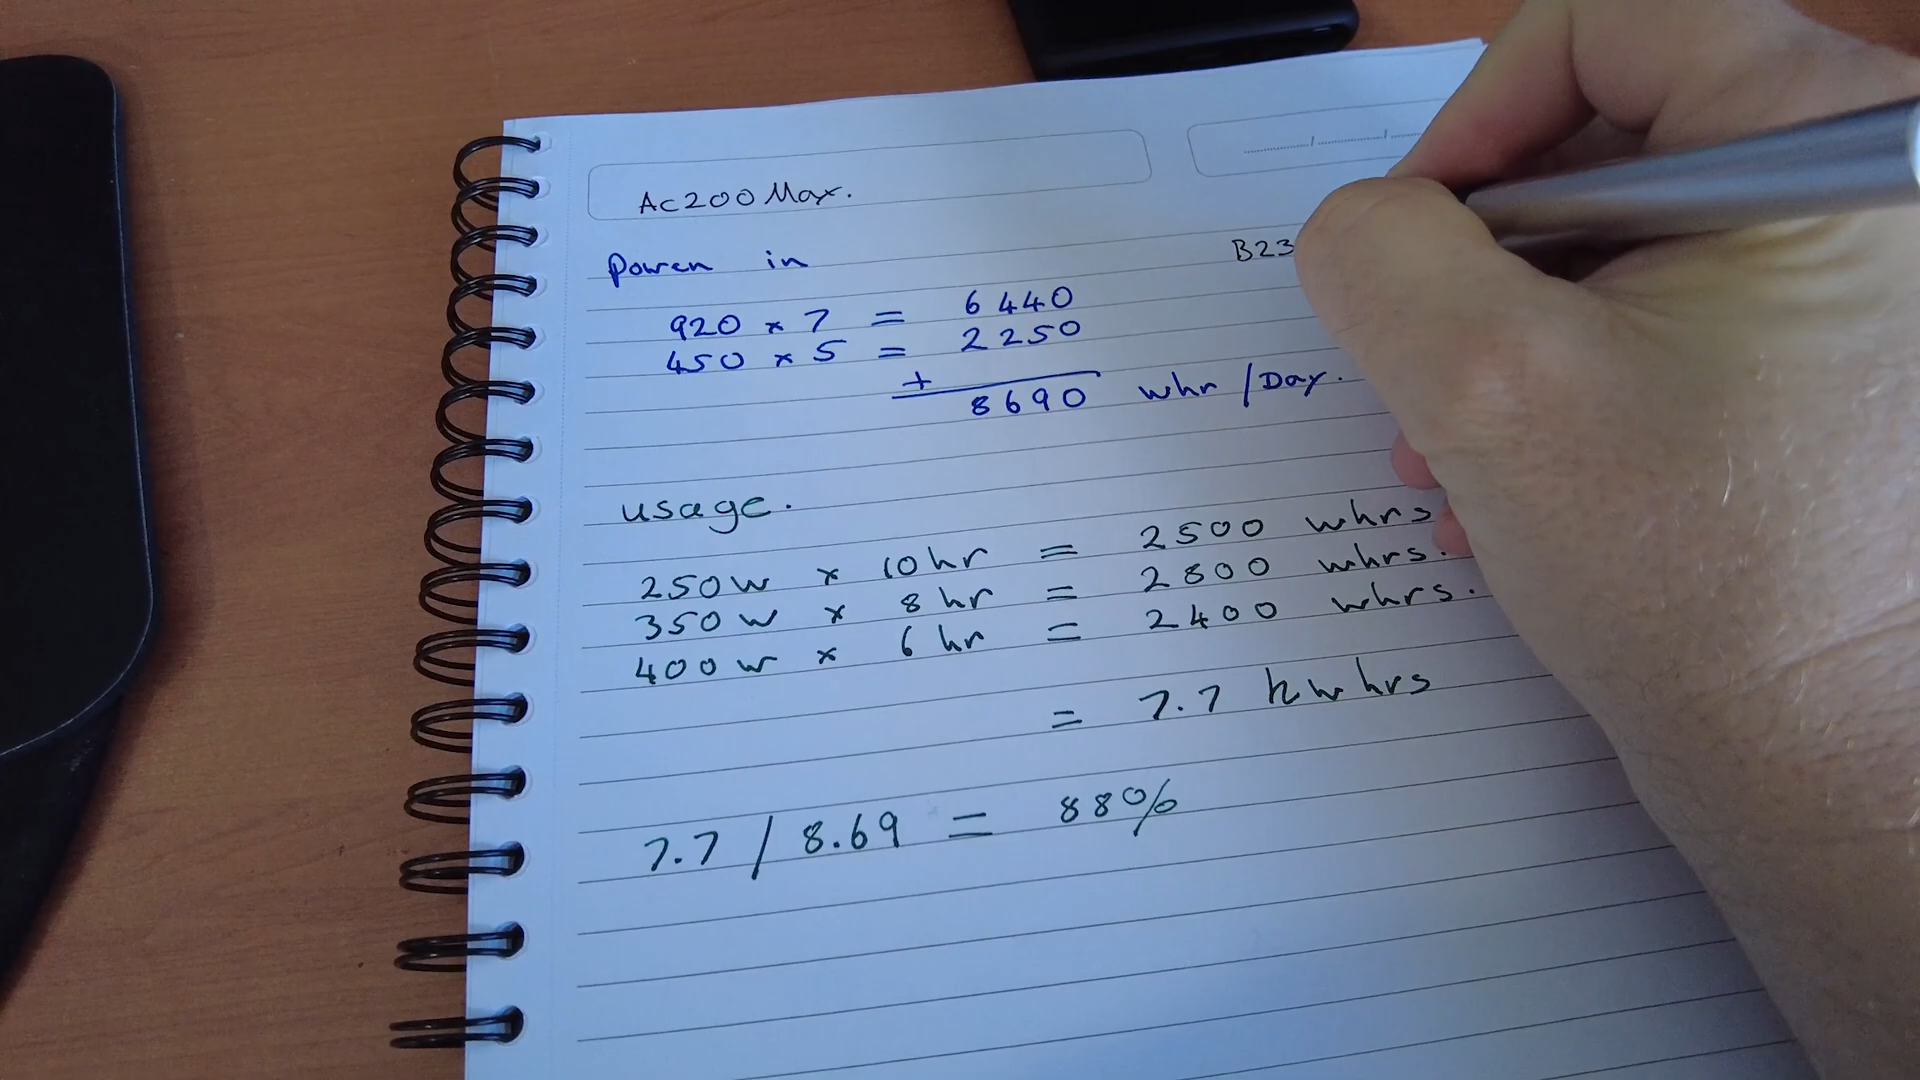 Ac200 Max.
Power in
B23
920 x 7 = 6440
450 x 5 = 2250
+
8690 whr / Day.
usage.
250w x 10hr = 2500 whrs
350w x 8hr = 2800 whrs.
400w x 6hr = 2400 whrs.
= 7.7 kwhrs
7.7 / 8.69 = 88%